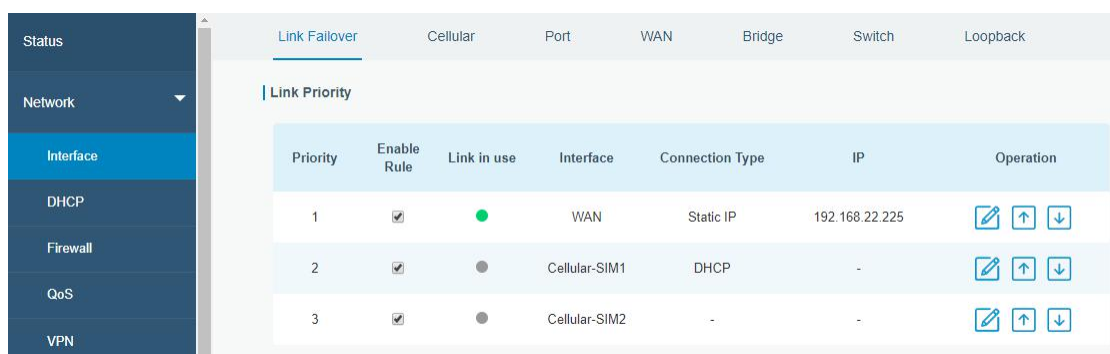 Status
Network
Interface
DHCP
Firewall
QoS
VPN
Link Failover Cellular Port WAN Bridge Switch Loopback
Link Priority
Priority Enable Rule Link in use Interface Connection Type IP Operation
1 WAN Static IP 192.168.22.225
2 Cellular-SIM1 DHCP -
3 Cellular-SIM2 - -